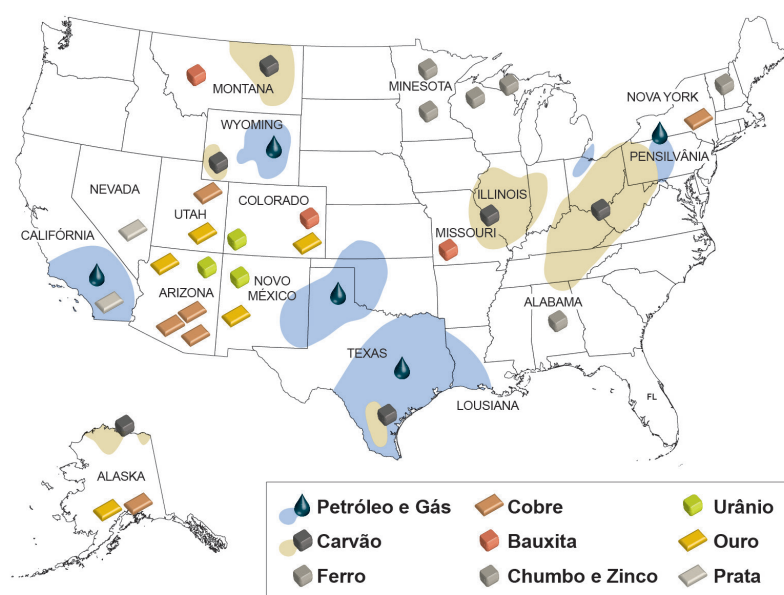 MONTANA
MINESOTA
NOVA YORK
WYOMING
PENSILVÂNIA
NEVADA
ILLINOIS
COLORADO
UTAH
CALIFÓRNIA
MISSOURI
NOVO
MÉXICO
ARIZONA
ALABAMA
TEXAS
FL
LOUSIANA
ALASKA
Petróleo e Gás
Cobre
Urânio
Carvão
Bauxita
Ouro
Ferro
Chumbo e Zinco
Prata